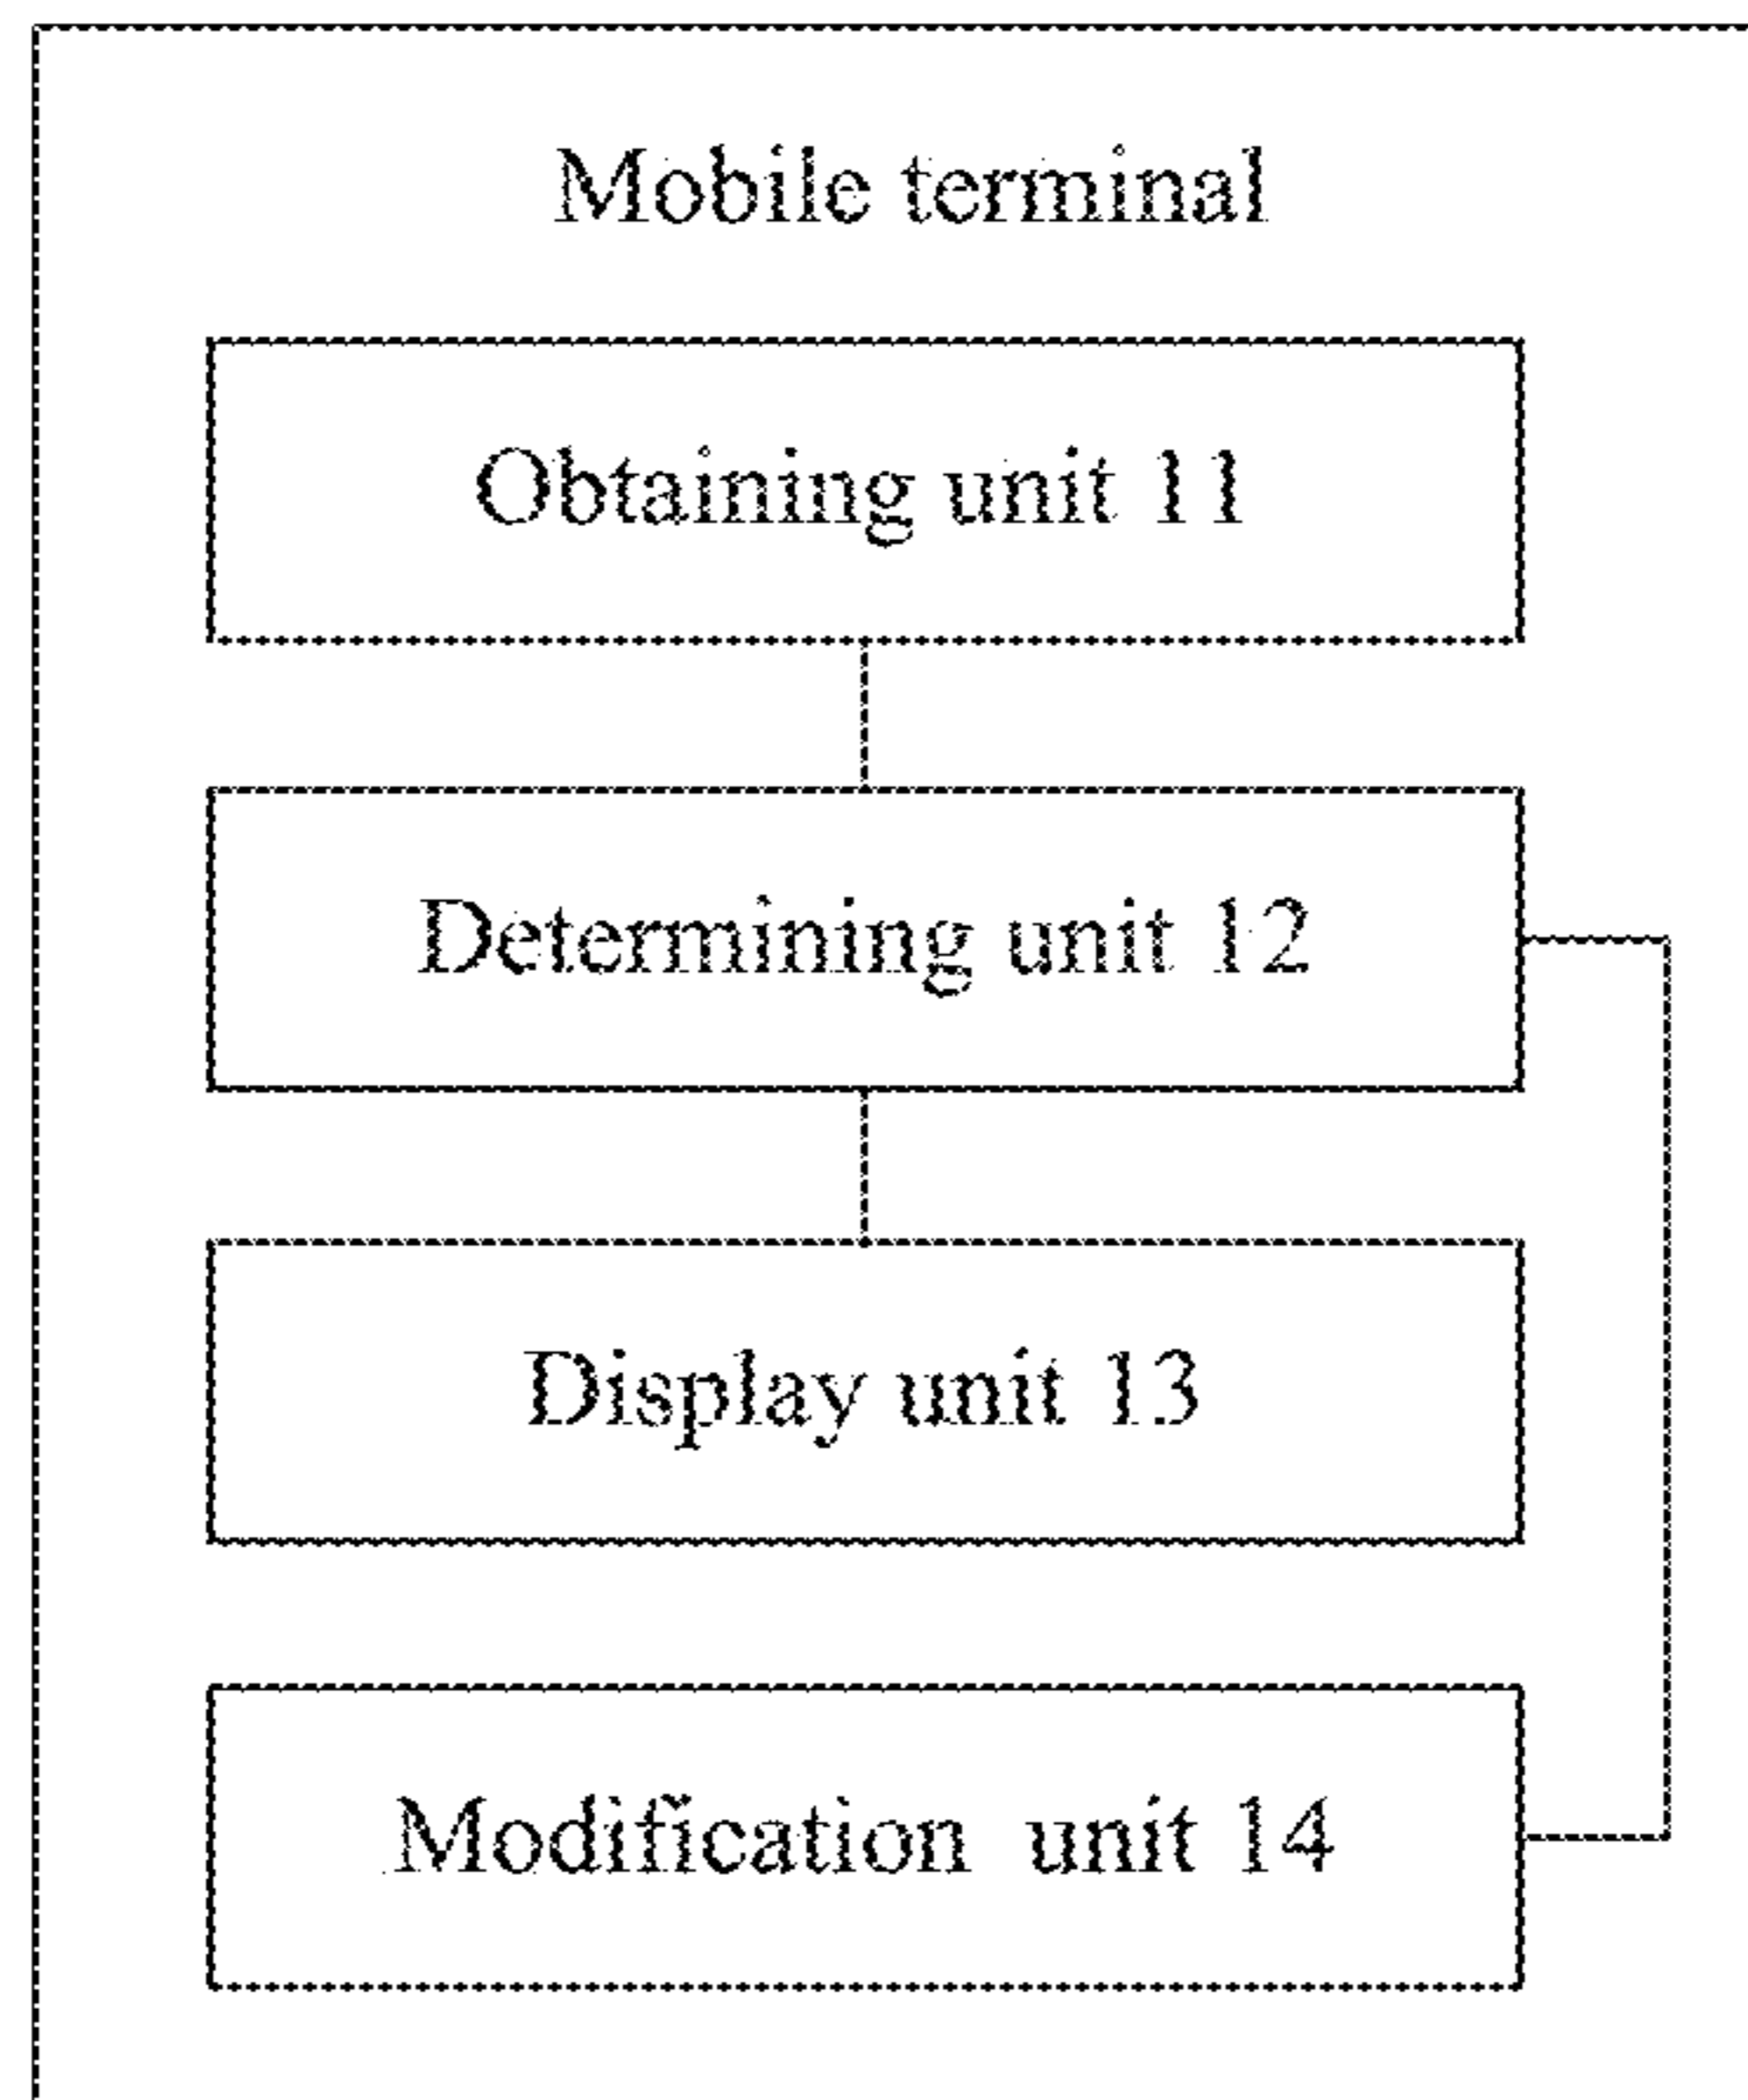 Mobile terminal
Obtaining unit 11
Determining unit 12
Display unit 13
Modification unit 14